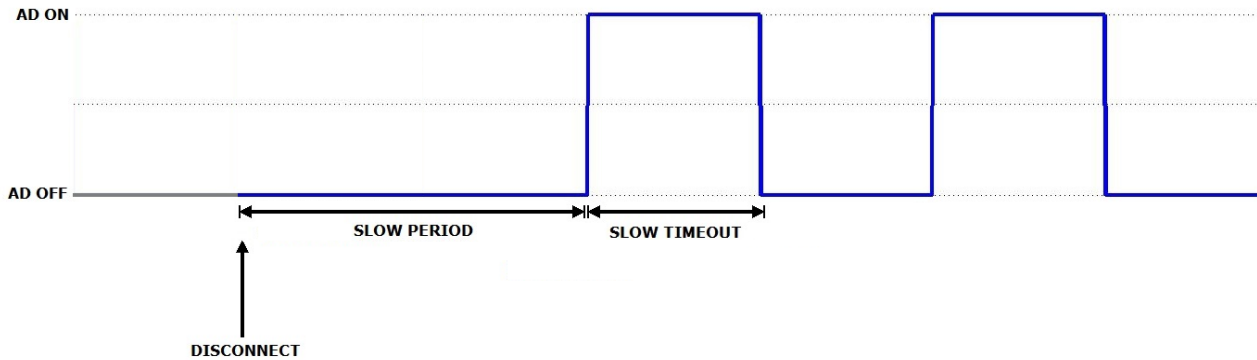 AD ON
AD OFF
SLOW PERIOD
SLOW TIMEOUT
DISCONNECT